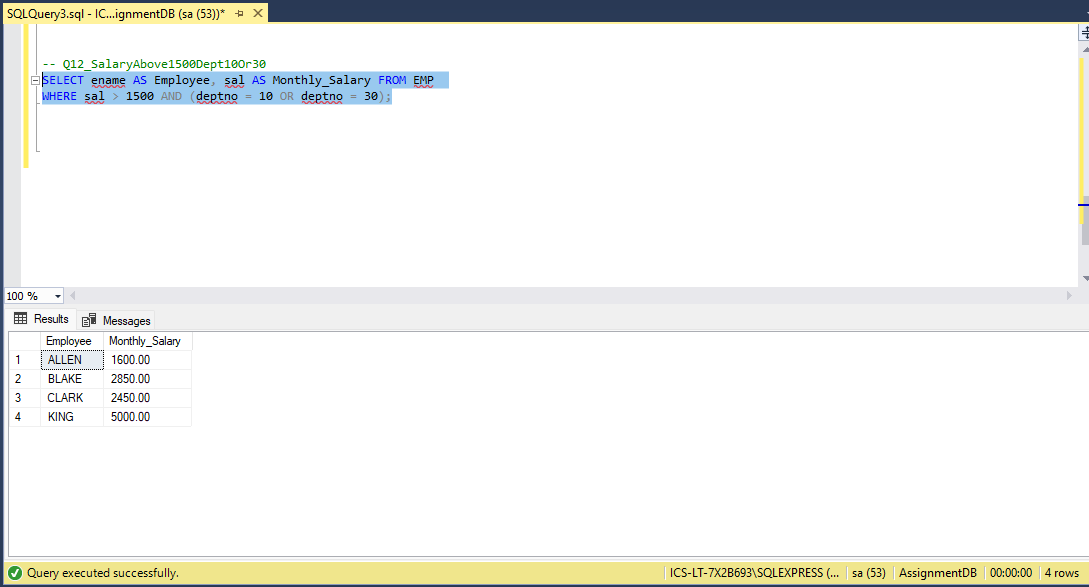 SQLQuery3.sql - IC...ignmentDB (sa (53))*
-- Q12_SalaryAbove1500Dept10Or30
SELECT ename AS Employee, sal AS Monthly_Salary FROM EMP
WHERE sal > 1500 AND (deptno = 10 OR deptno = 30);
100 %
Results Messages
Employee Monthly_Salary
1 ALLEN 1600.00
2 BLAKE 2850.00
3 CLARK 2450.00
4 KING 5000.00
Query executed successfully. ICS-LT-7X2B693\SQLEXPRESS (... sa (53) AssignmentDB 00:00:00 4 rows